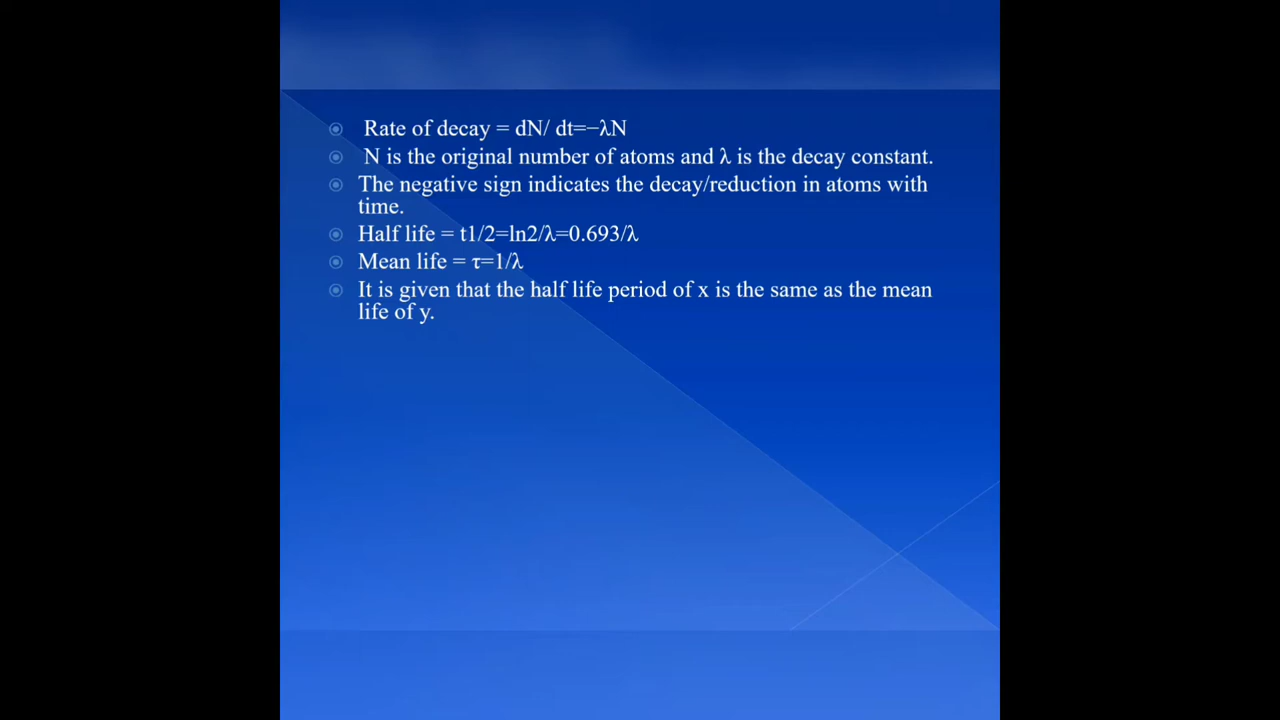 Rate of decay = dN/ dt=−λN
N is the original number of atoms and λ is the decay constant.
The negative sign indicates the decay/reduction in atoms with
time.
Half life = t1/2=ln2/λ=0.693/λ
Mean life = τ=1/λ
It is given that the half life period of x is the same as the mean
life of y.